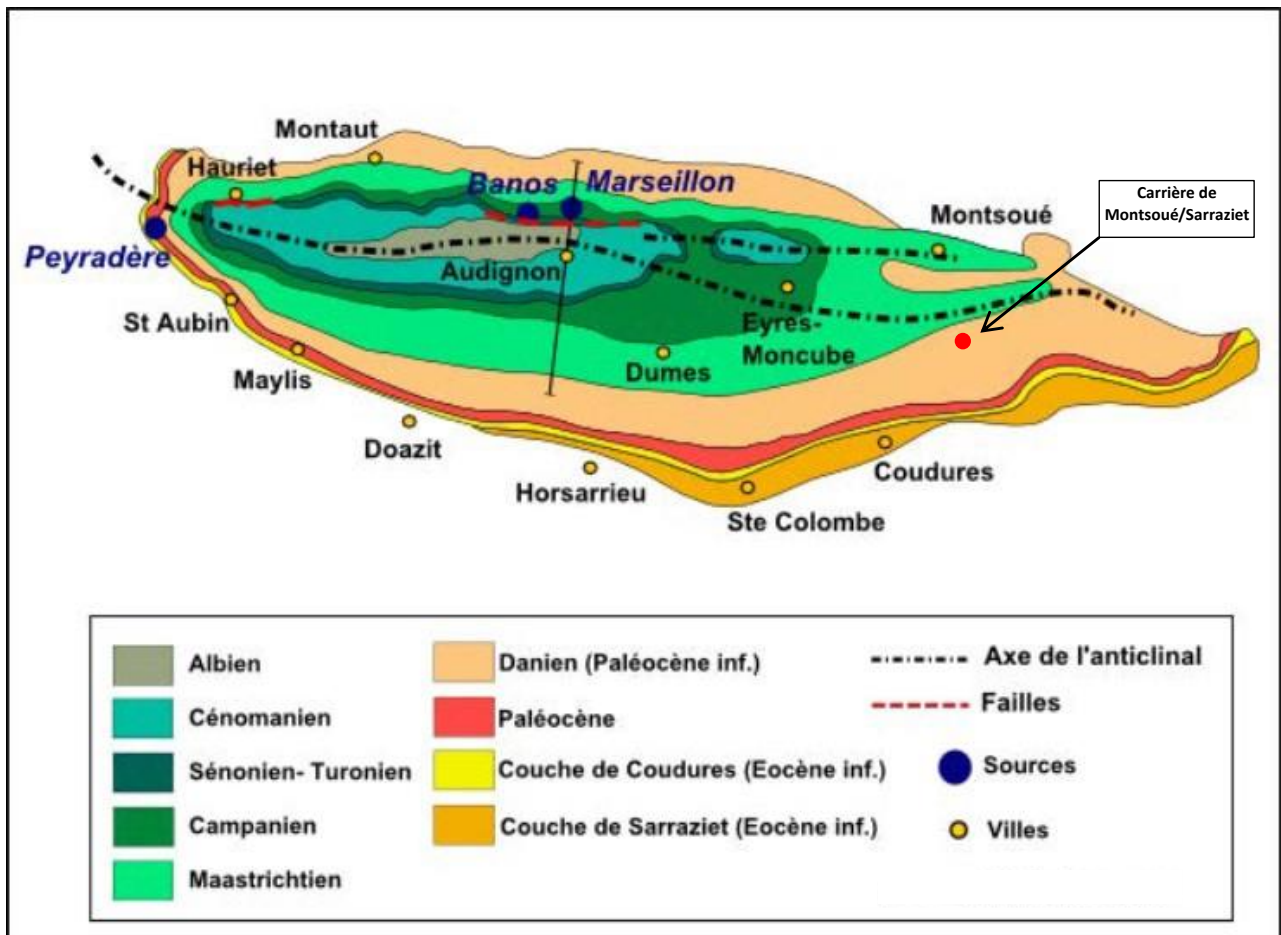 Montaut
Hauriet
Banos
Marseillon
Carrière de
Montsoué/Sarraziet
Montsoué
Peyradère
Audignon
St Aubin
Eyres-
Moncube
Dumes
Maylis
Doazit
Coudures
Horsarrieu
Ste Colombe
Albien
Cénomanien
Sénonien- Turonien
Campanien
Maastrichtien
Danien (Paléocène inf.)
Paléocène
Couche de Coudures (Eocène inf.)
Couche de Sarraziet (Eocène inf.)
Axe de l'anticlinal
Failles
Sources
Villes